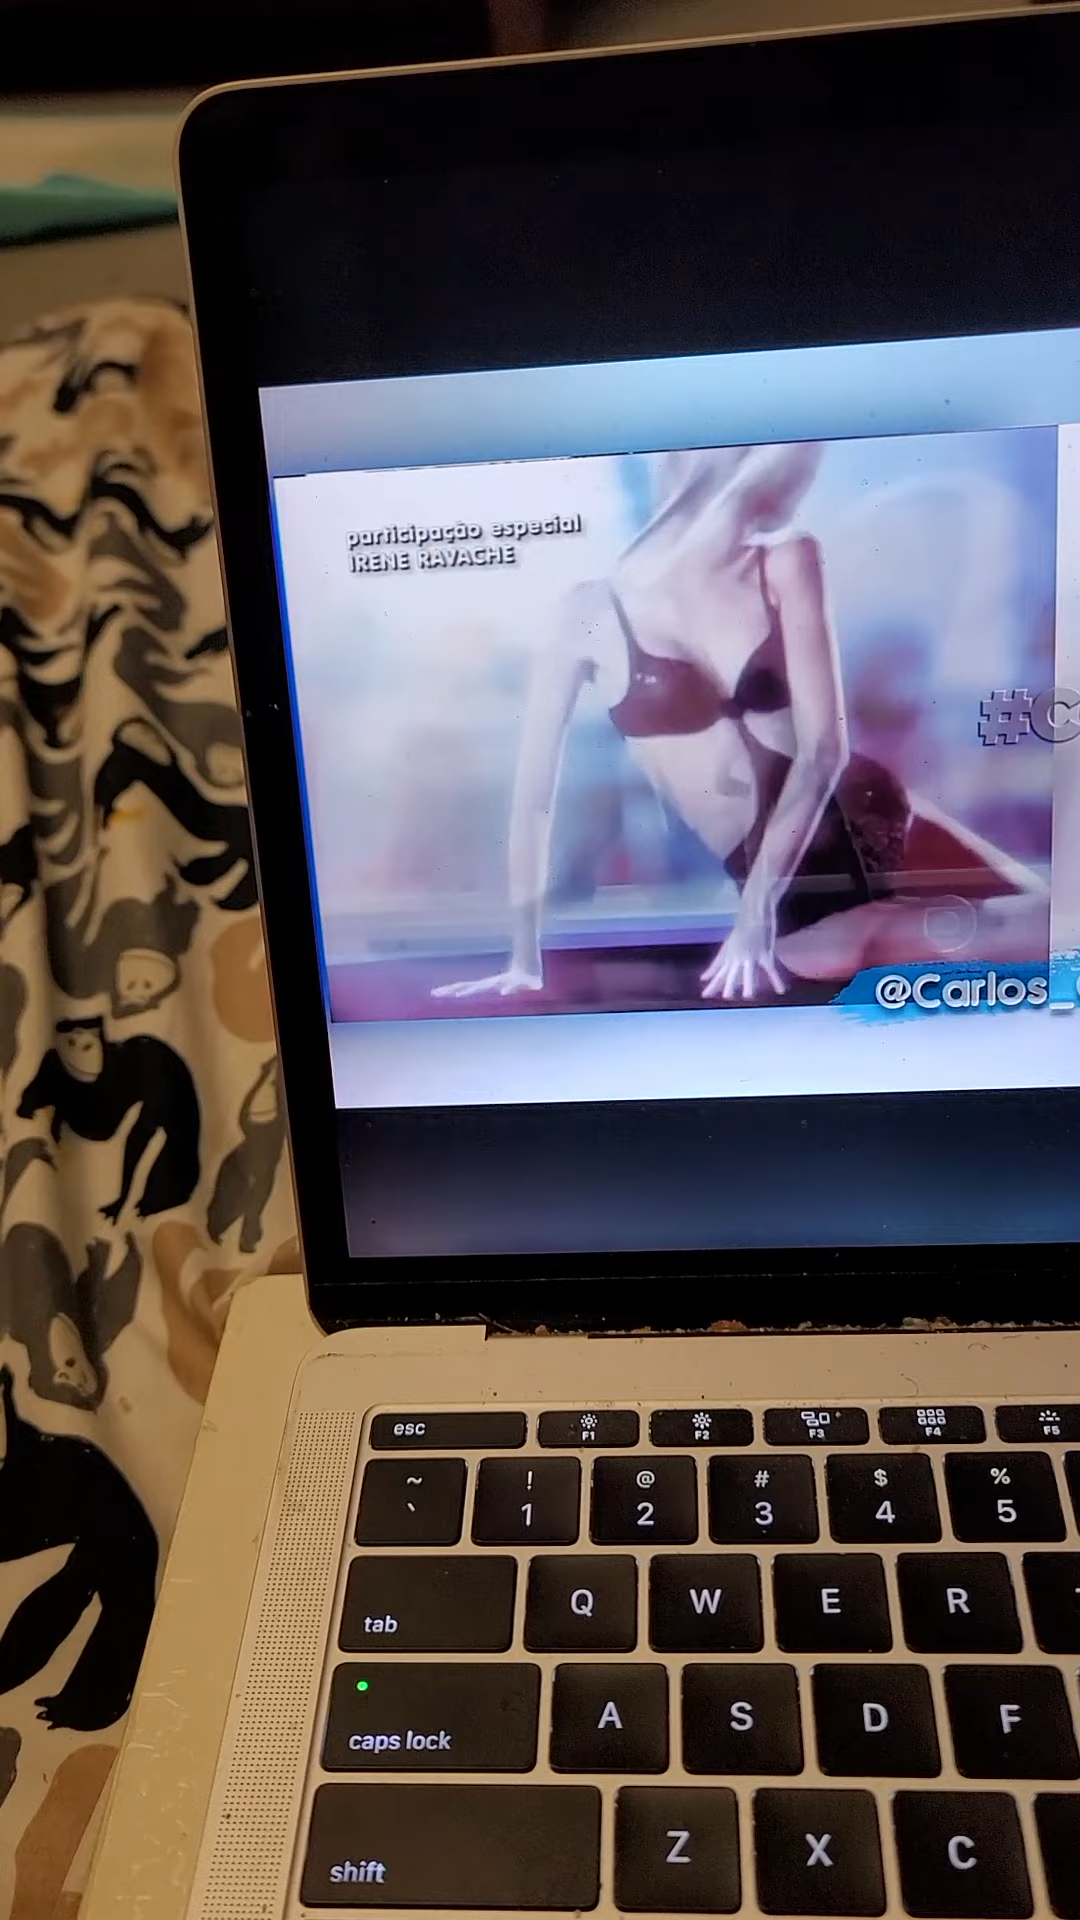 participação especial
IRENE RAVACHE
#C
@Carlos_
esc
F1
F2
F3
F4
F5
~
`
!
1
@
2
#
3
$
4
%
5
tab
Q
W
E
R
caps lock
A
S
D
F
shift
Z
X
C